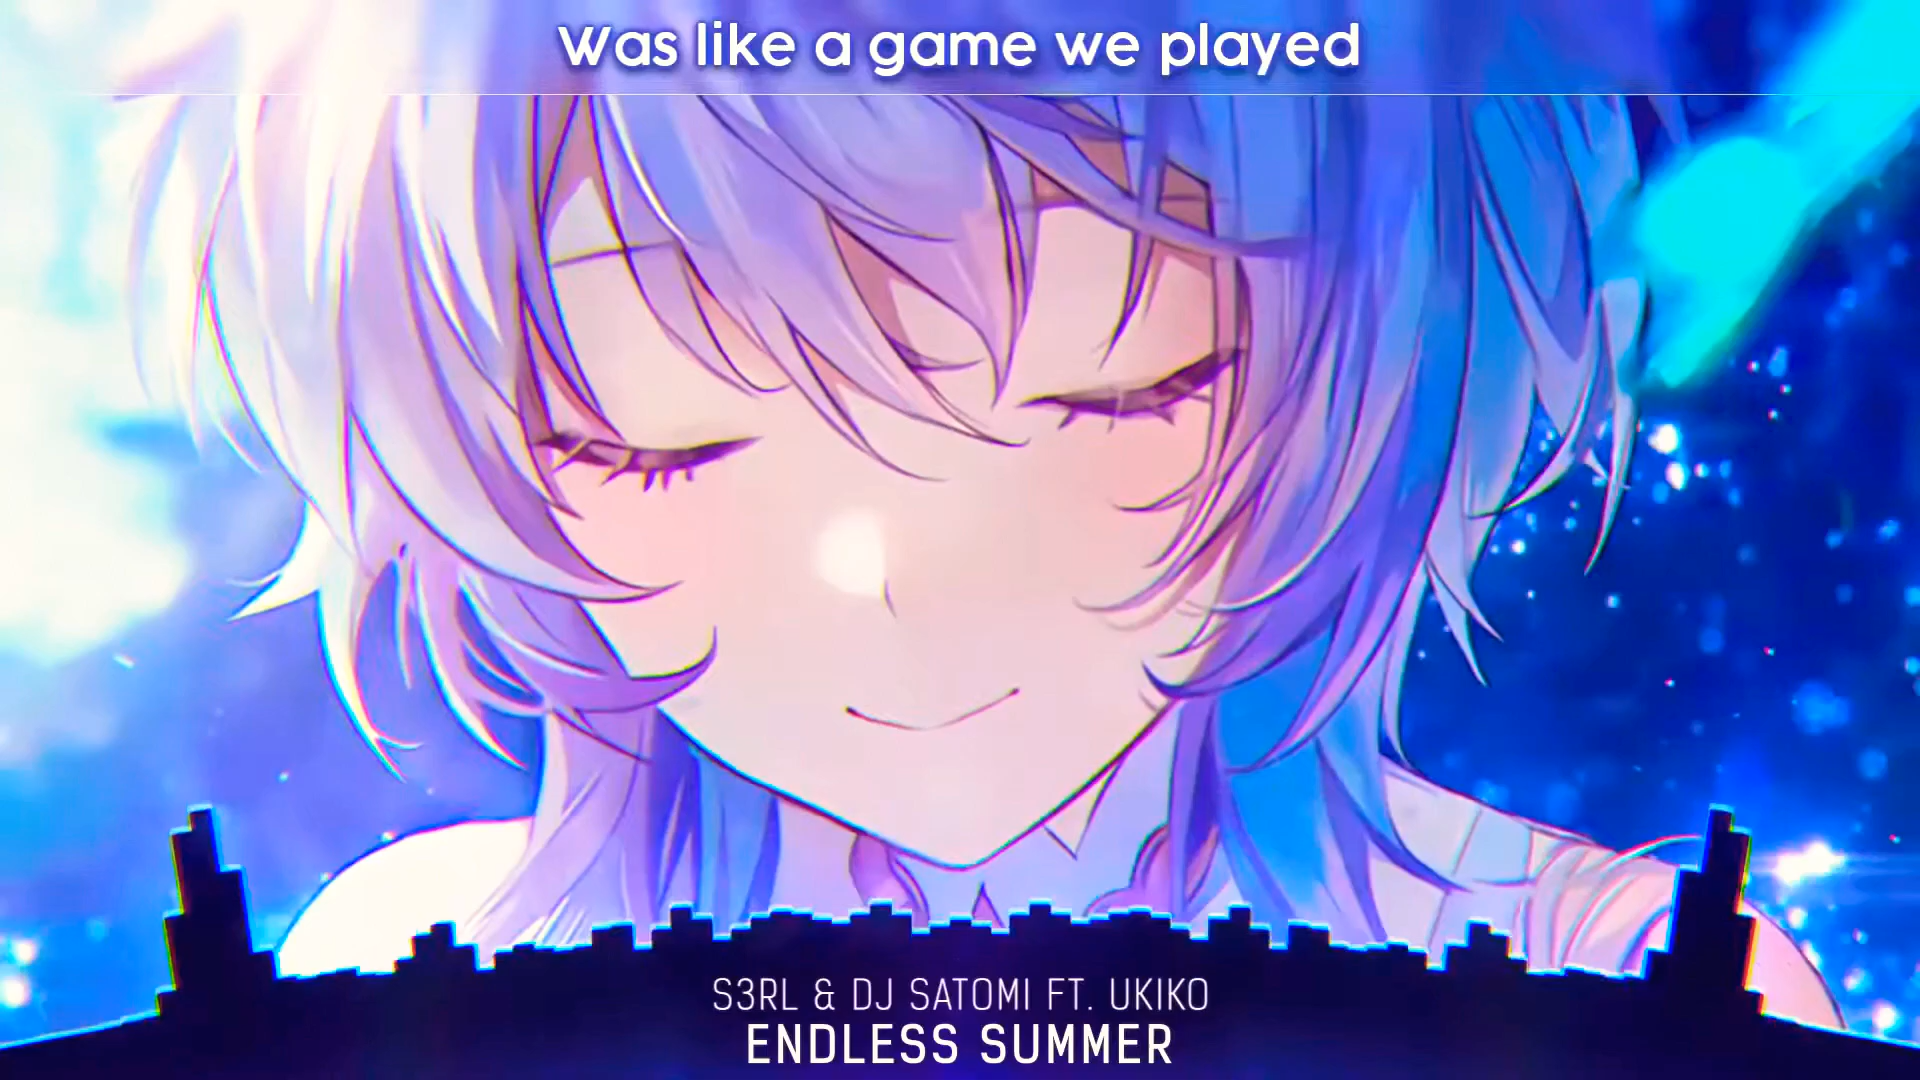 Was like a game we played
S3RL & DJ SATOMI FT. UKIKO
ENDLESS SUMMER